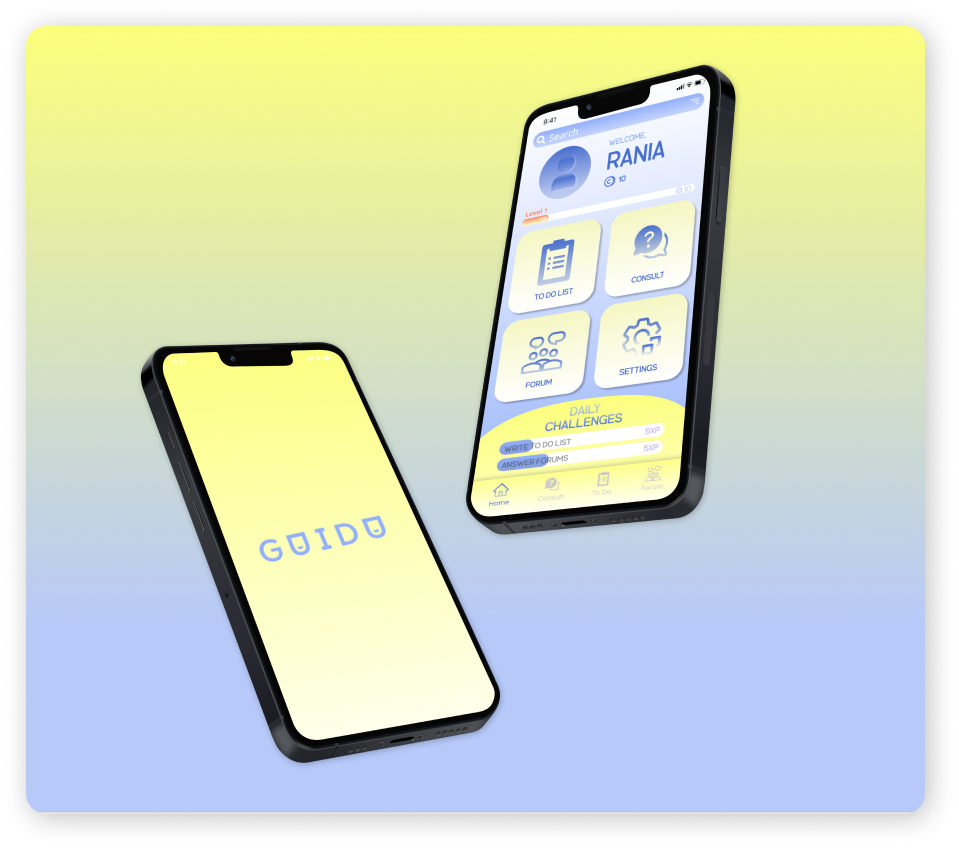 9:41
Search
WELCOME,
RANIA
C 10
Level 1
TO DO LIST
CONSULT
FORUM
SETTINGS
DAILY
CHALLENGES
WRITE TO DO LIST 5XP
ANSWER FORUMS 5XP
Home Consult To Do Forum
GUIDU